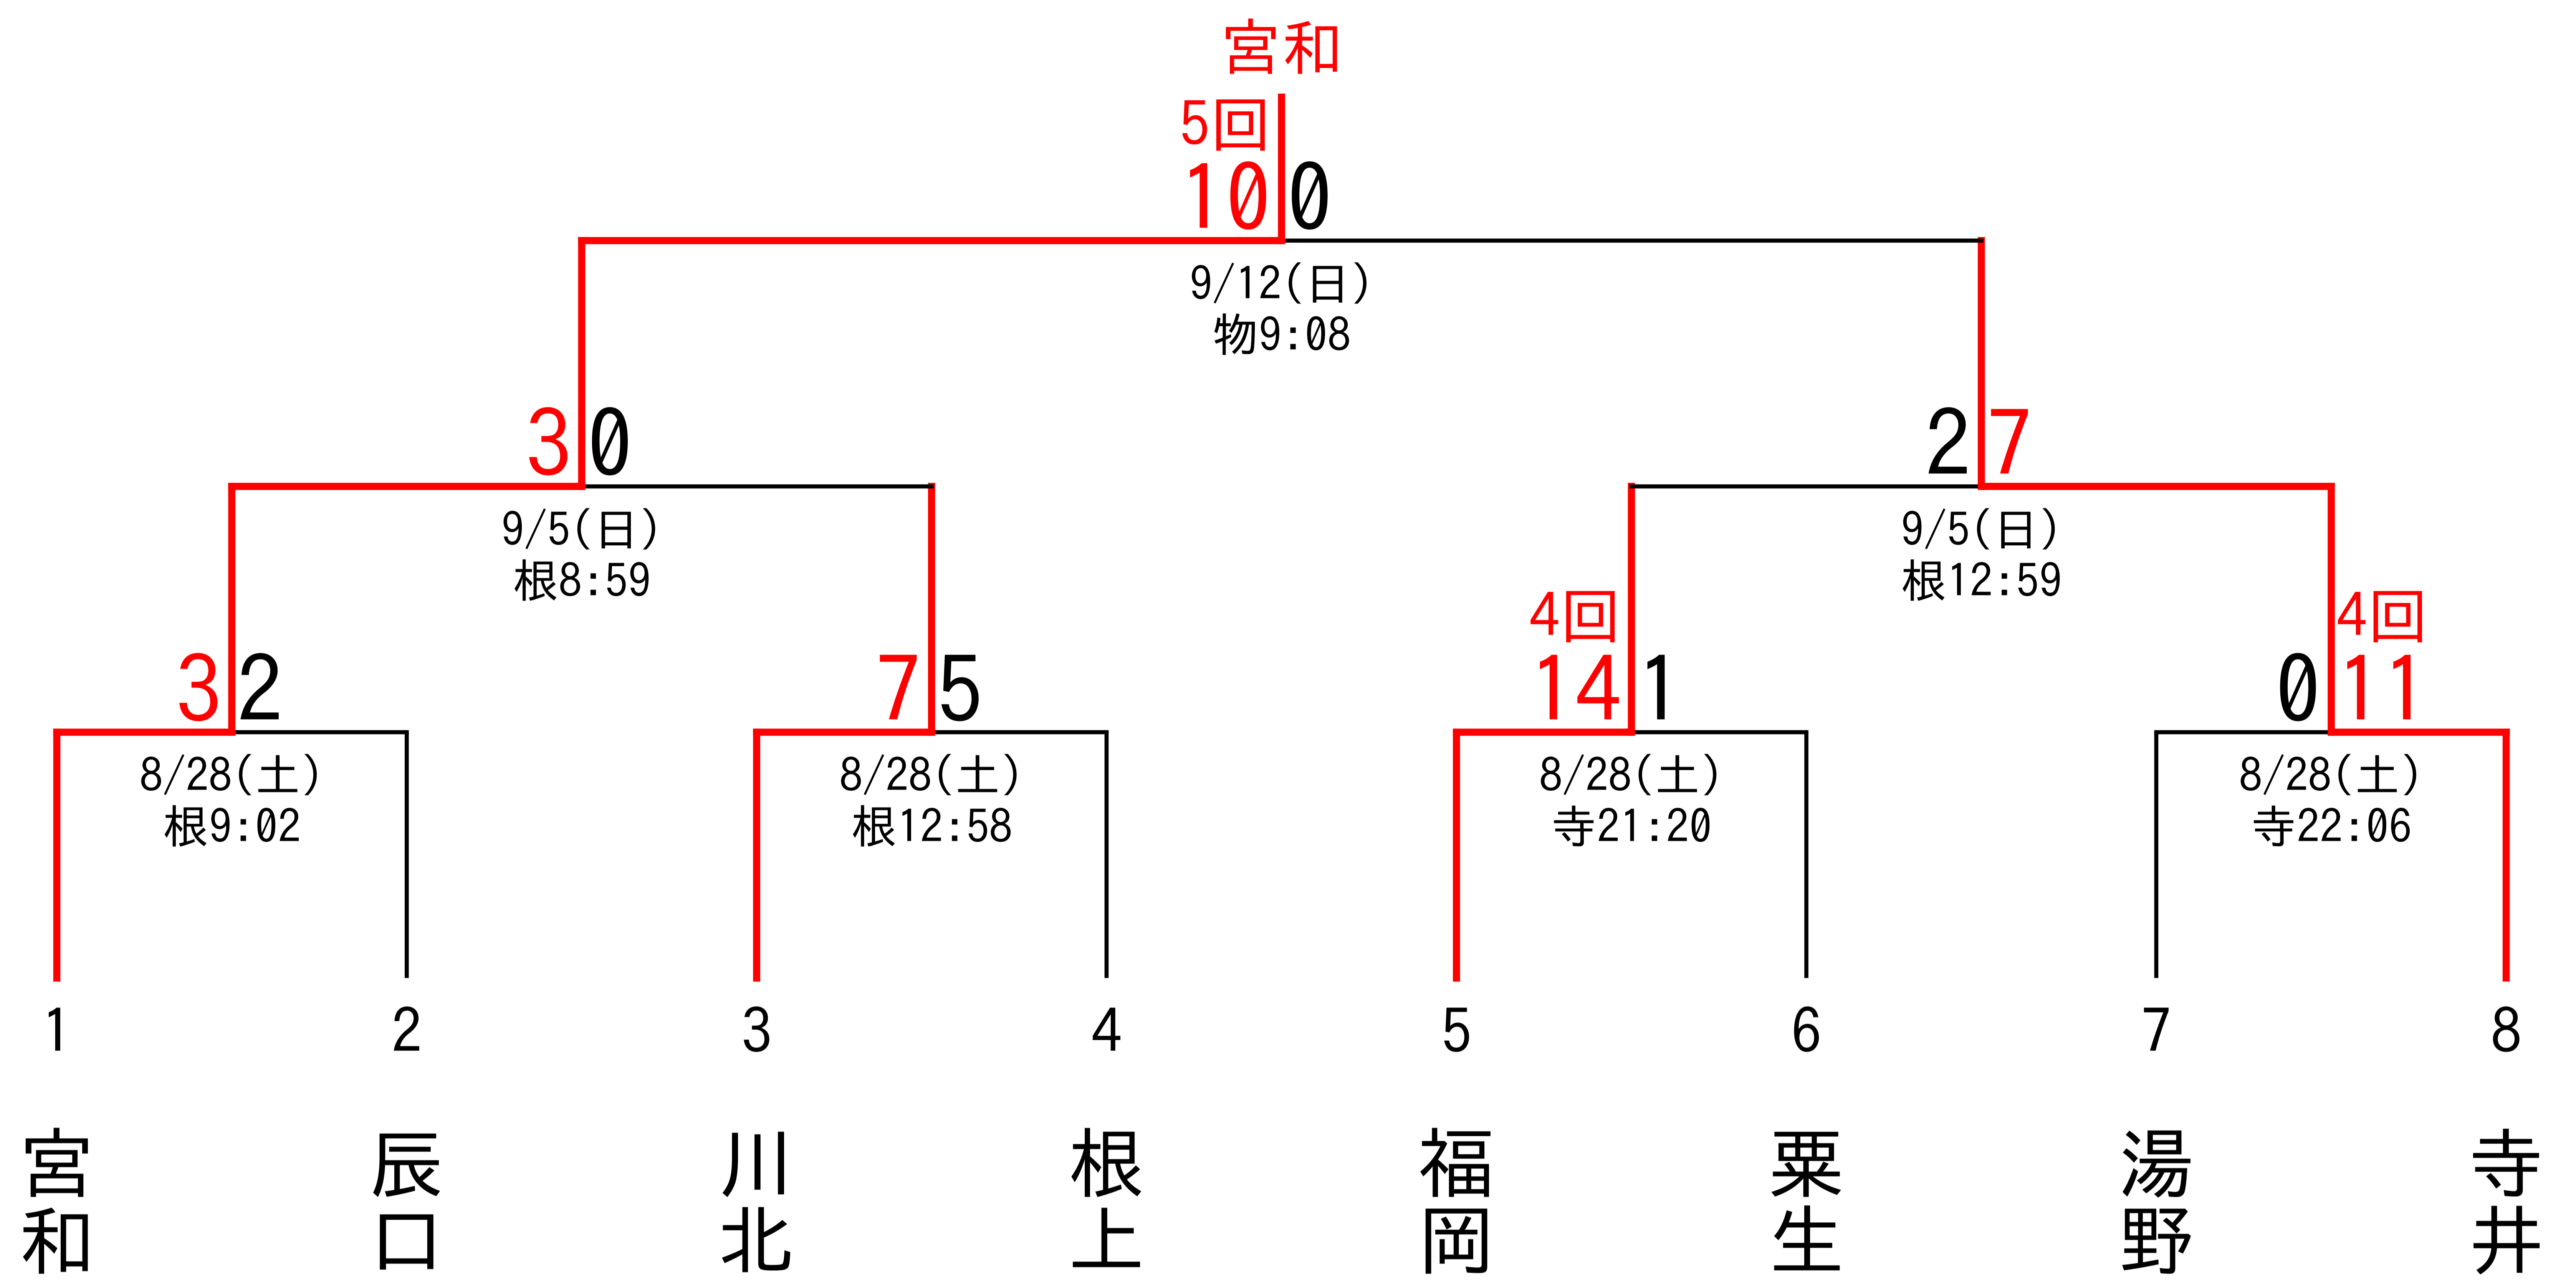 宮和
5回
10 0
9/12(日)
物9:08
3 0
2 7
9/5(日)
根8:59
9/5(日)
根12:59
4回
4回
3 2
7 5
14 1
0 11
8/28(土)
根9:02
8/28(土)
根12:58
8/28(土)
寺21:20
8/28(土)
寺22:06
1 2 3 4 5 6 7 8
宮和
辰口
川北
根上
福岡
粟生
湯野
寺井